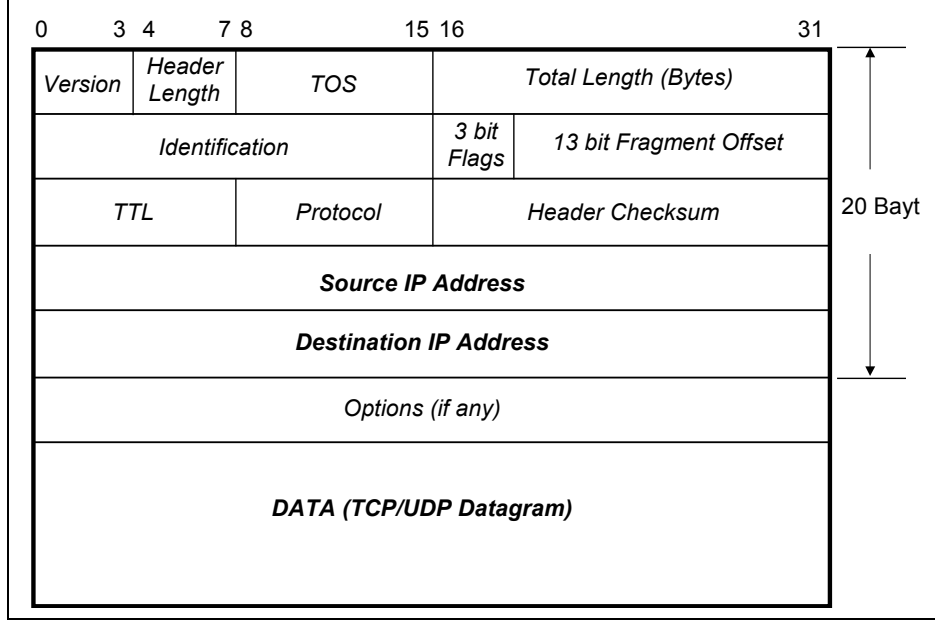 0 3 4 7 8 15 16 31
Version
Header
Length
TOS
Total Length (Bytes)
Identification
3 bit
Flags
13 bit Fragment Offset
TTL
Protocol
Header Checksum
20 Bayt
Source IP Address
Destination IP Address
Options (if any)
DATA (TCP/UDP Datagram)